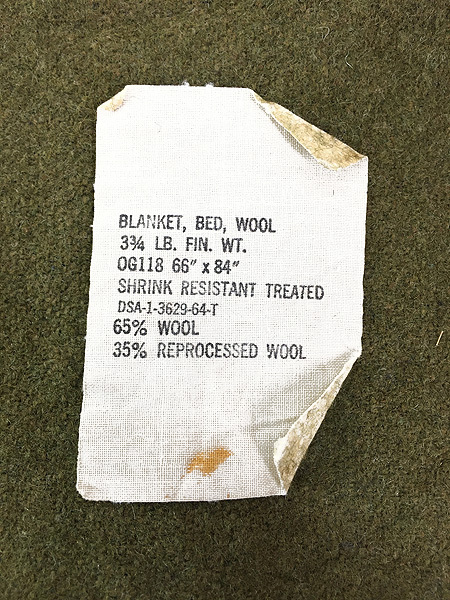 BLANKET, BED, WOOL
3¾ LB. FIN. WT.
OG118 66″ x 84″
SHRINK RESISTANT TREATED
DSA-1-3629-64-T
65% WOOL
35% REPROCESSED WOOL